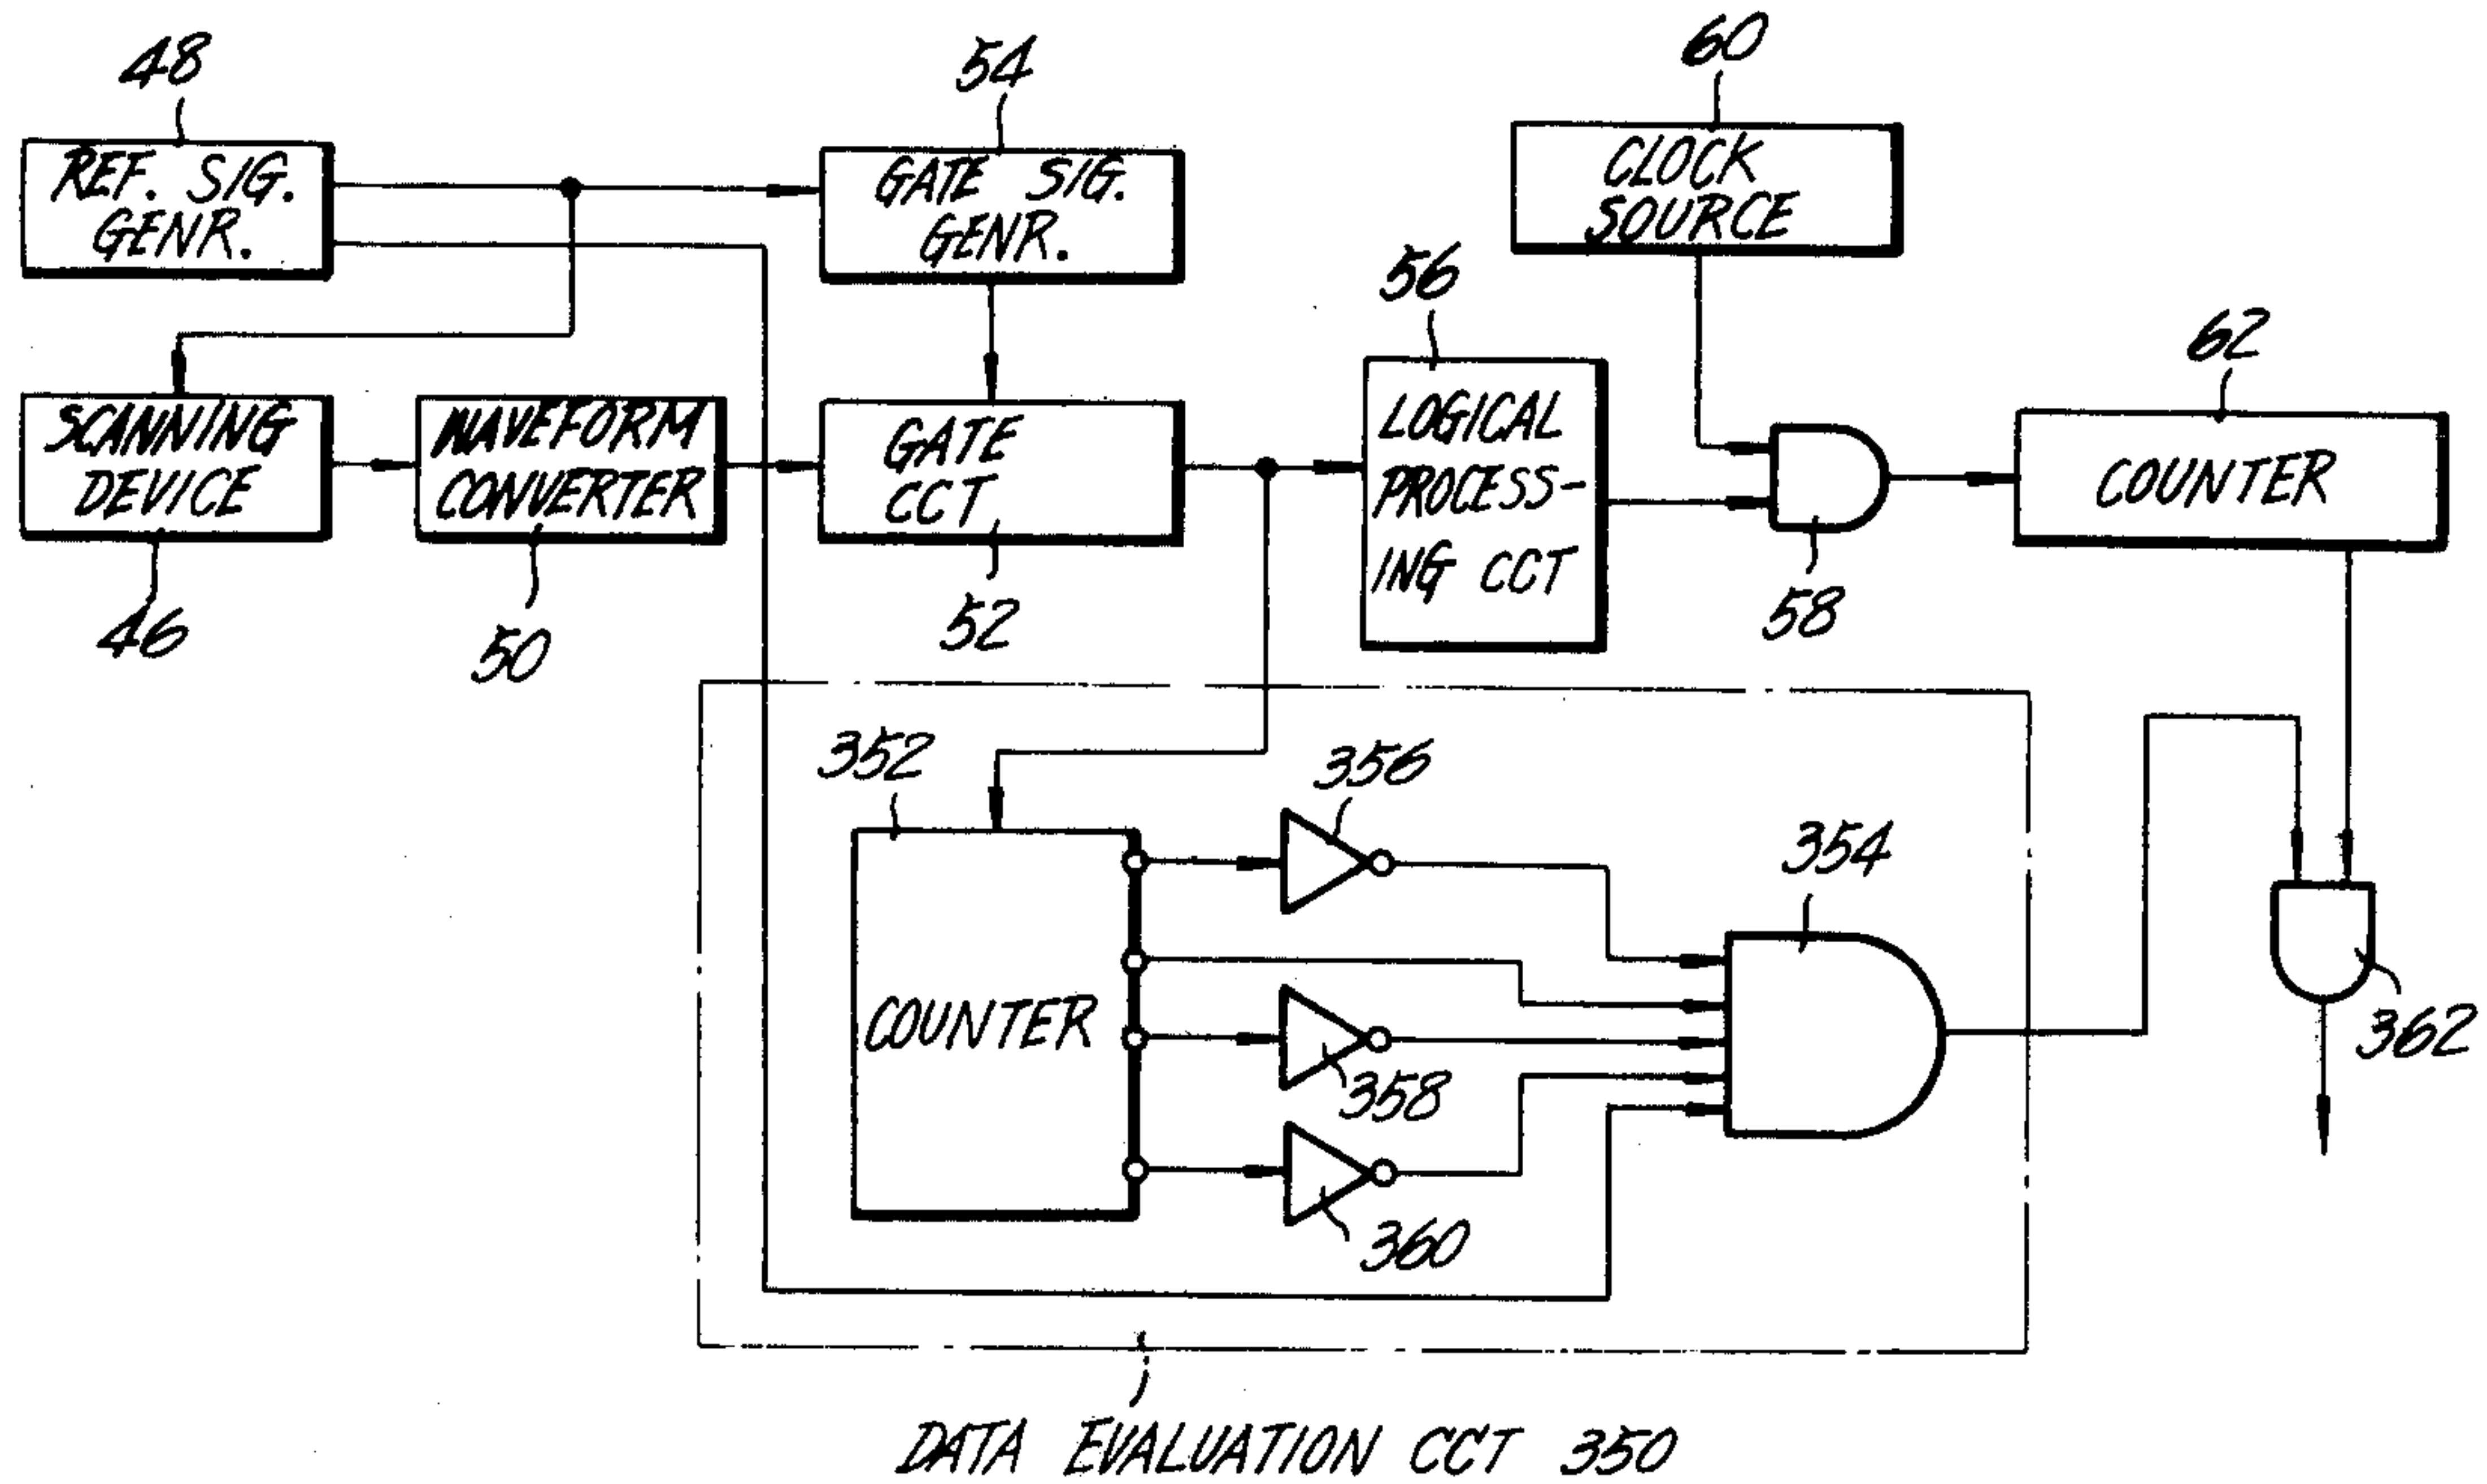 48
54
60
REF. SIG.
GENR.
GATE SIG.
GENR.
CLOCK
SOURCE
56
62
SCANNING
DEVICE
WAVEFORM
CONVERTER
GATE
CCT
LOGICAL
PROCESS-
ING CCT
COUNTER
46
50
52
58
352
356
354
COUNTER
358
360
362
DATA EVALUATION CCT 350